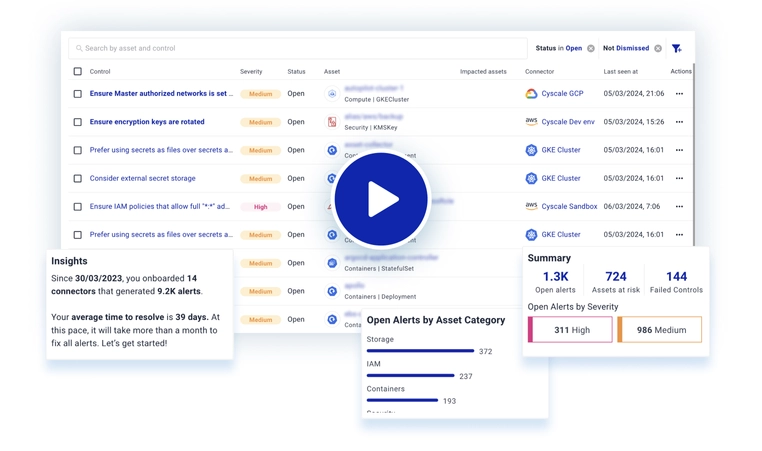 Search by asset and control
Status in Open
Not Dismissed
Control Severity Status Asset Impacted assets Connector Last seen at Actions
Ensure Master authorized networks is set ... Medium Open Cyscale GCP 05/03/2024, 21:06
Compute | GKECluster
Ensure encryption keys are rotated Medium Open aws Cyscale Dev env 05/03/2024, 15:26
Security | KMSKey
Prefer using secrets as files over secrets a... Medium Open GKE Cluster 05/03/2024, 16:01
Consider external secret storage Medium Open GKE Cluster 05/03/2024, 16:01
Ensure IAM policies that allow full "*:*" ad... High Open aws Cyscale Sandbox 06/03/2024, 7:06
Prefer using secrets as files over secrets a... Medium Open GKE Cluster 05/03/2024, 16:01
Medium Open
Containers | StatefulSet
Medium Open
Containers | Deployment
Medium Open
Insights
Since 30/03/2023, you onboarded 14
connectors that generated 9.2K alerts.
Your average time to resolve is 39 days. At
this pace, it will take more than a month to
fix all alerts. Let's get started!
Open Alerts by Asset Category
Storage
372
IAM
237
Containers
193
Summary
1.3K 724 144
Open alerts Assets at risk Failed Controls
Open Alerts by Severity
311 High 986 Medium